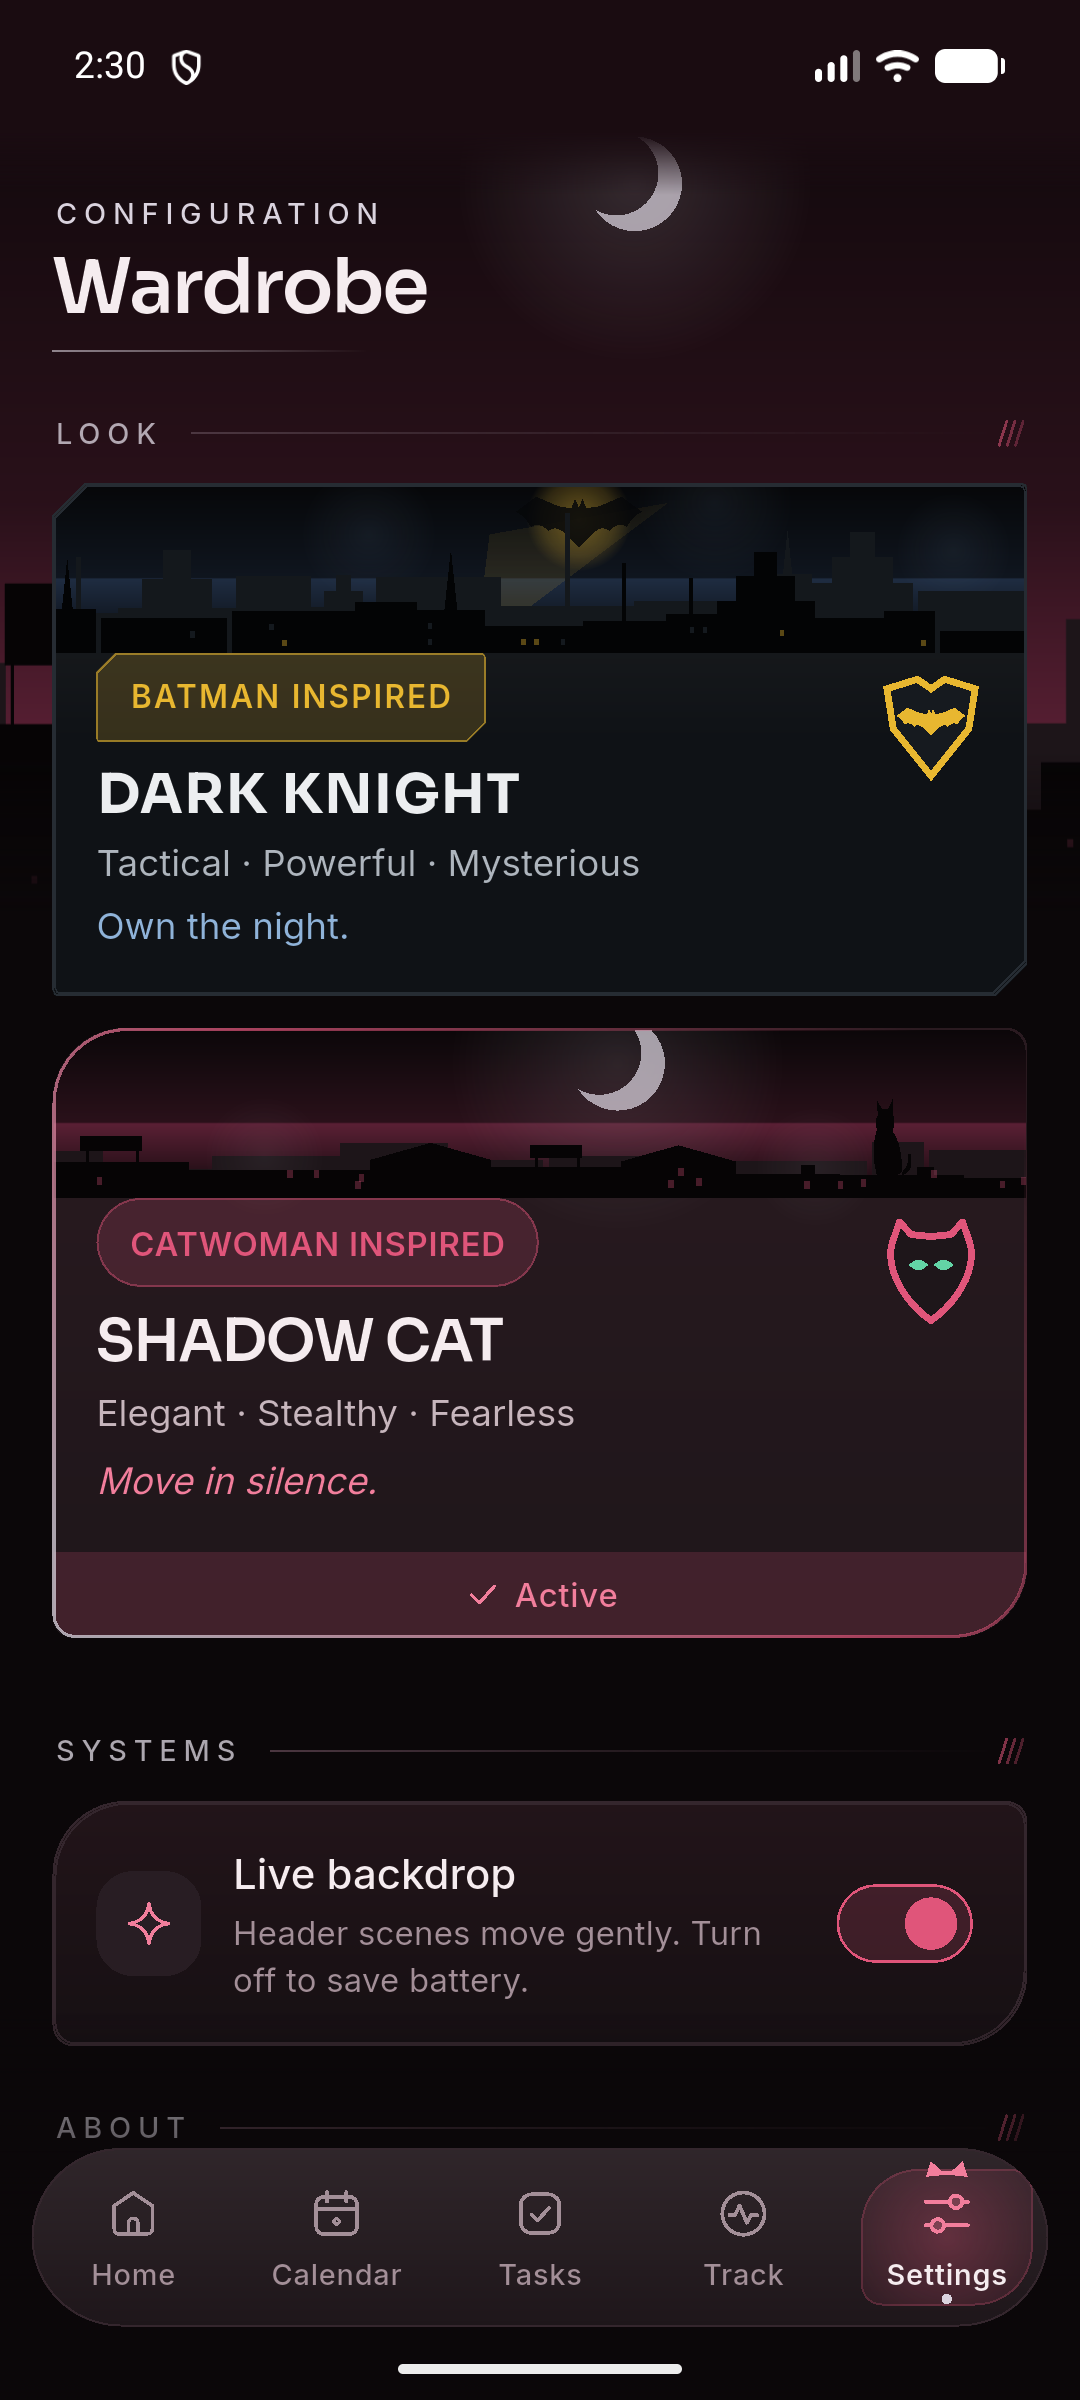 2:30
CONFIGURATION
Wardrobe
LOOK
BATMAN INSPIRED
DARK KNIGHT
Tactical · Powerful · Mysterious
Own the night.
CATWOMAN INSPIRED
SHADOW CAT
Elegant · Stealthy · Fearless
Move in silence.
Active
SYSTEMS
Live backdrop
Header scenes move gently. Turn
off to save battery.
ABOUT
Home Calendar Tasks Track Settings